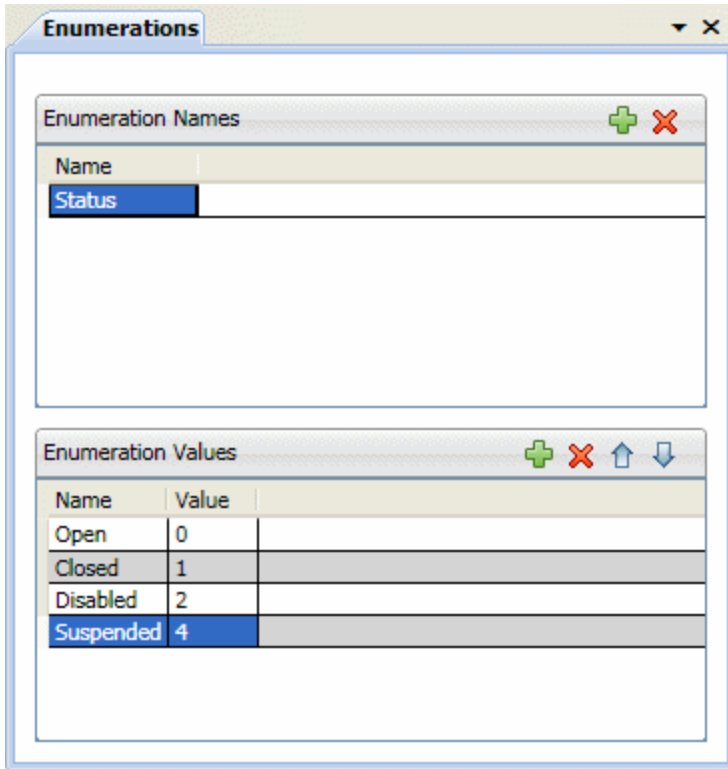 Enumerations
Enumeration Names
Name
Status
Enumeration Values
Name Value
Open 0
Closed 1
Disabled 2
Suspended 4